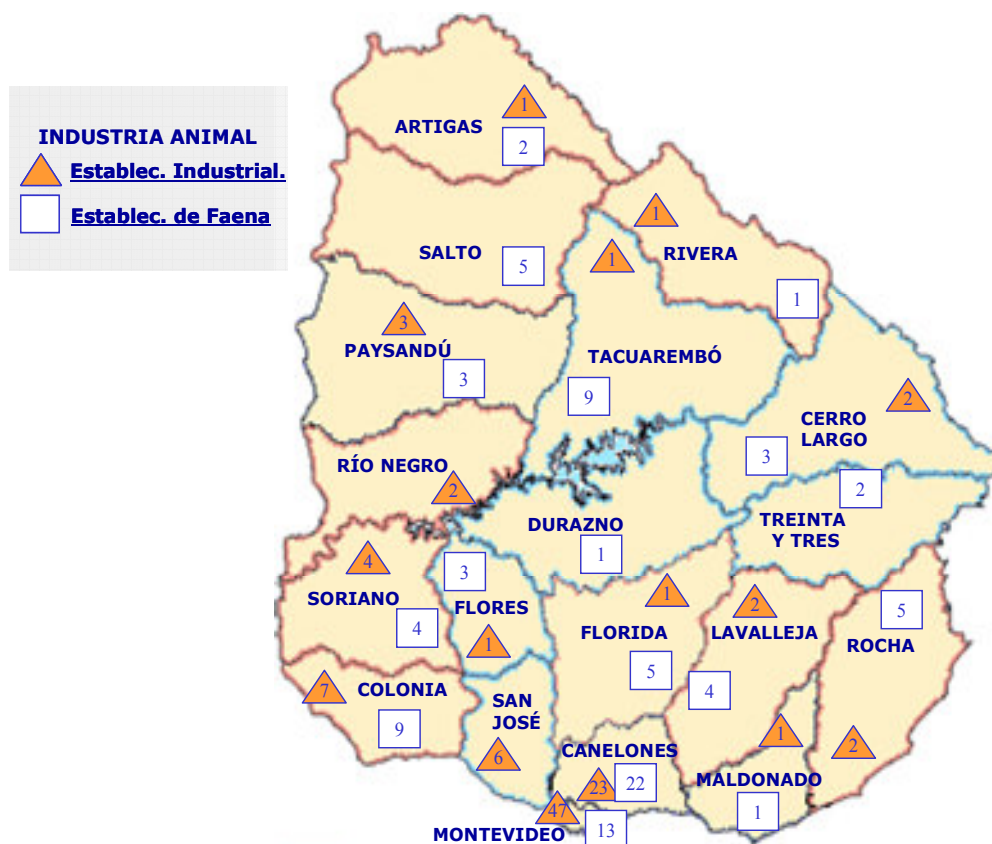 INDUSTRIA ANIMAL
Establec. Industrial.
Establec. de Faena
1
ARTIGAS
2
SALTO
5
1
RIVERA
1
1
TACUAREMBÓ
9
3
PAYSANDÚ
3
2
CERRO
LARGO
3
RÍO NEGRO
2
2
TREINTA
Y TRES
DURAZNO
1
4
SORIANO
4
3
FLORES
1
1
FLORIDA
5
2
LAVALLEJA
4
5
ROCHA
2
7
COLONIA
9
SAN
JOSÉ
6
CANELONES
23
22
1
MALDONADO
1
47
MONTEVIDEO
13